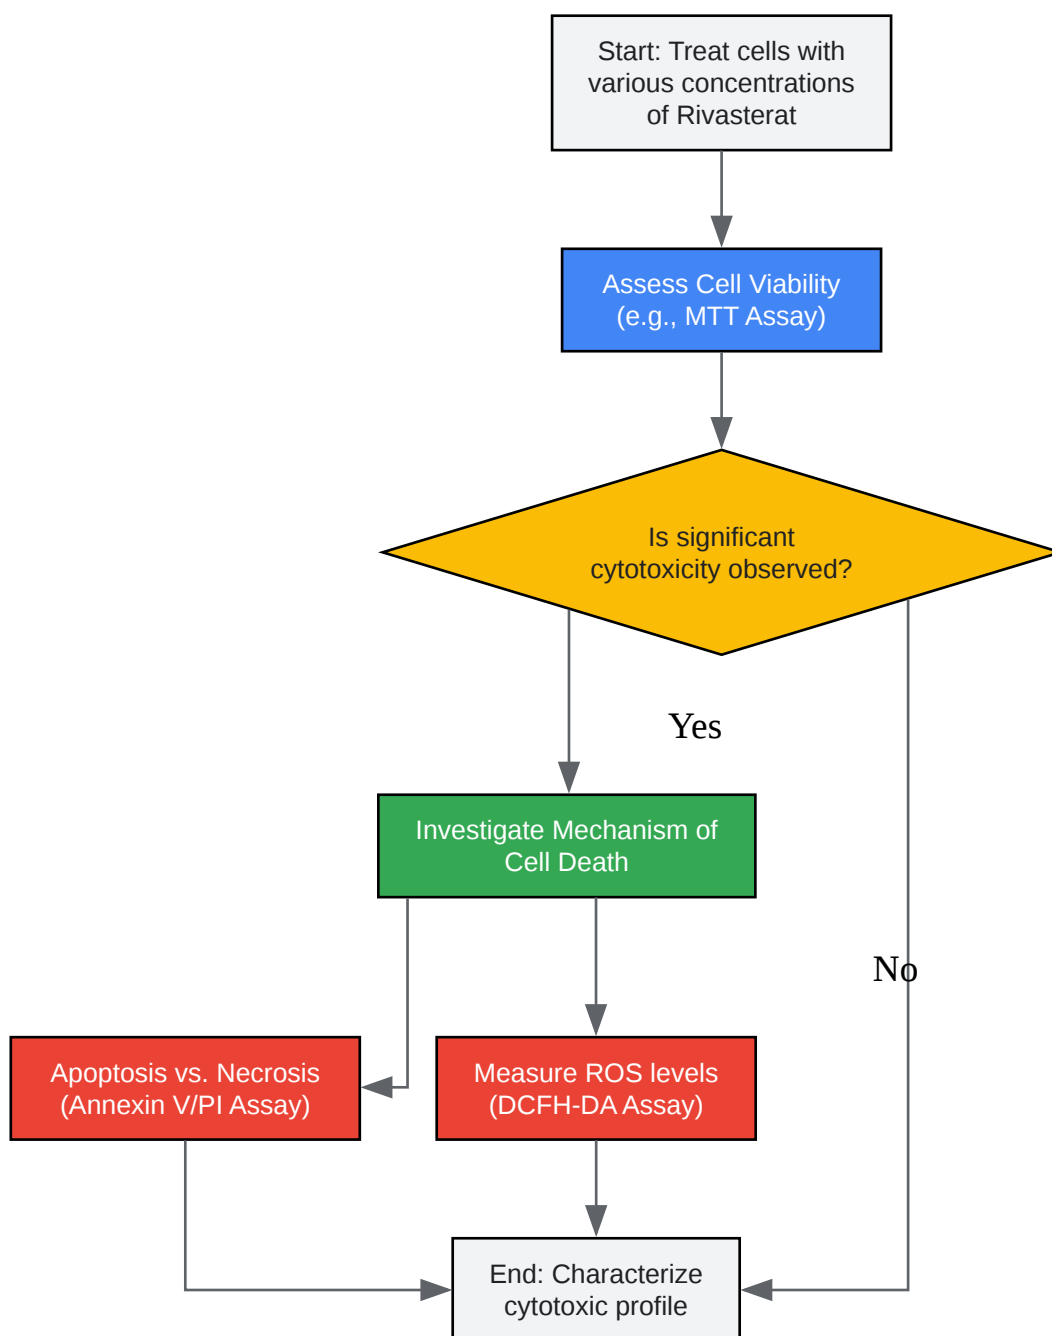 Start: Treat cells with
various concentrations
of Rivasterat
Assess Cell Viability
(e.g., MTT Assay)
Is significant
cytotoxicity observed?
Yes
Investigate Mechanism of
Cell Death
No
Apoptosis vs. Necrosis
(Annexin V/PI Assay)
Measure ROS levels
(DCFH-DA Assay)
End: Characterize
cytotoxic profile